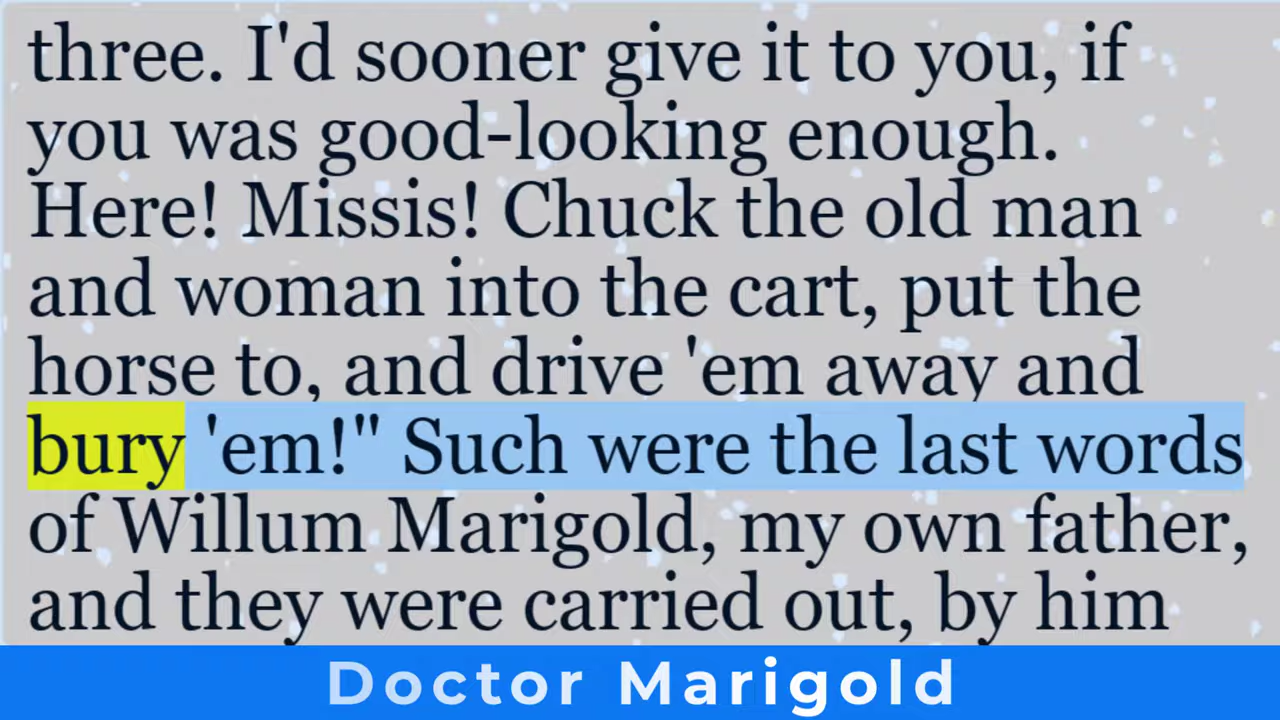 three. I'd sooner give it to you, if
you was good-looking enough.
Here! Missis! Chuck the old man
and woman into the cart, put the
horse to, and drive 'em away and
bury 'em!" Such were the last words
of Willum Marigold, my own father,
and they were carried out, by him
Doctor Marigold